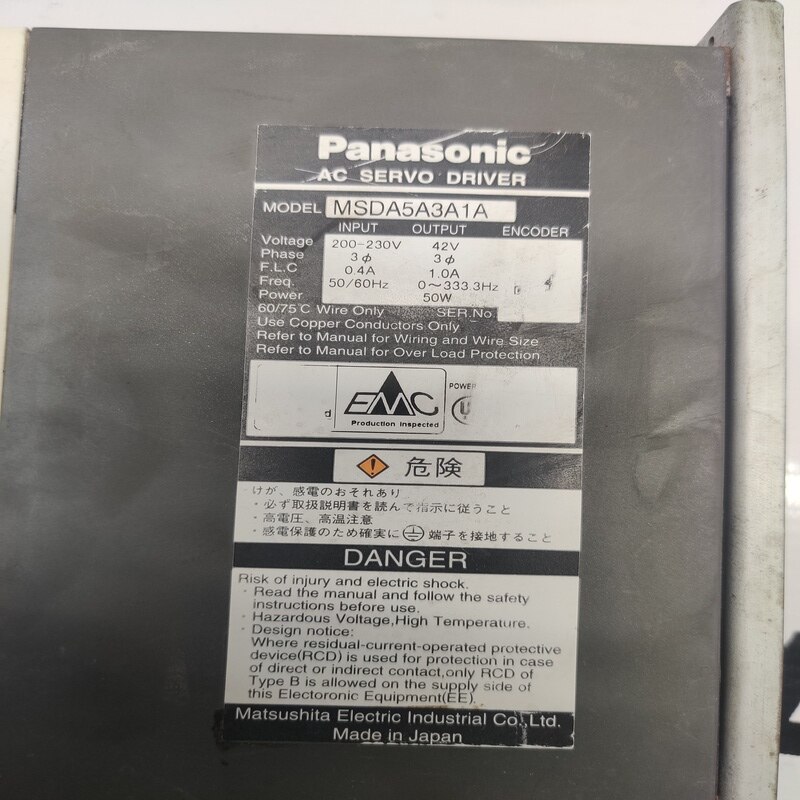 Panasonic
AC SERVO DRIVER
MODEL MSDA5A3A1A
INPUT OUTPUT ENCODER
Voltage 200-230V 42V
Phase 3ϕ 3ϕ
F.L.C 0.4A 1.0A
Freq. 50/60Hz 0～333.3Hz
Power 50W
60/75℃ Wire Only SER.No.
Use Copper Conductors Only
Refer to Manual for Wiring and Wire Size
Refer to Manual for Over Load Protection
EMC
Production Inspected
POWER
危険
けが、感電のおそれあり
・必ず取扱説明書を読んで指示に従うこと
・高電圧、高温注意
・感電保護のため確実に⏚端子を接地すること
DANGER
Risk of injury and electric shock.
· Read the manual and follow the safety
instructions before use.
· Hazardous Voltage,High Temperature.
· Design notice:
Where residual-current-operated protective
device(RCD) is used for protection in case
of direct or indirect contact,only RCD of
Type B is allowed on the supply side of
this Electoronic Equipment(EE).
Matsushita Electric Industrial Co.,Ltd.
Made in Japan